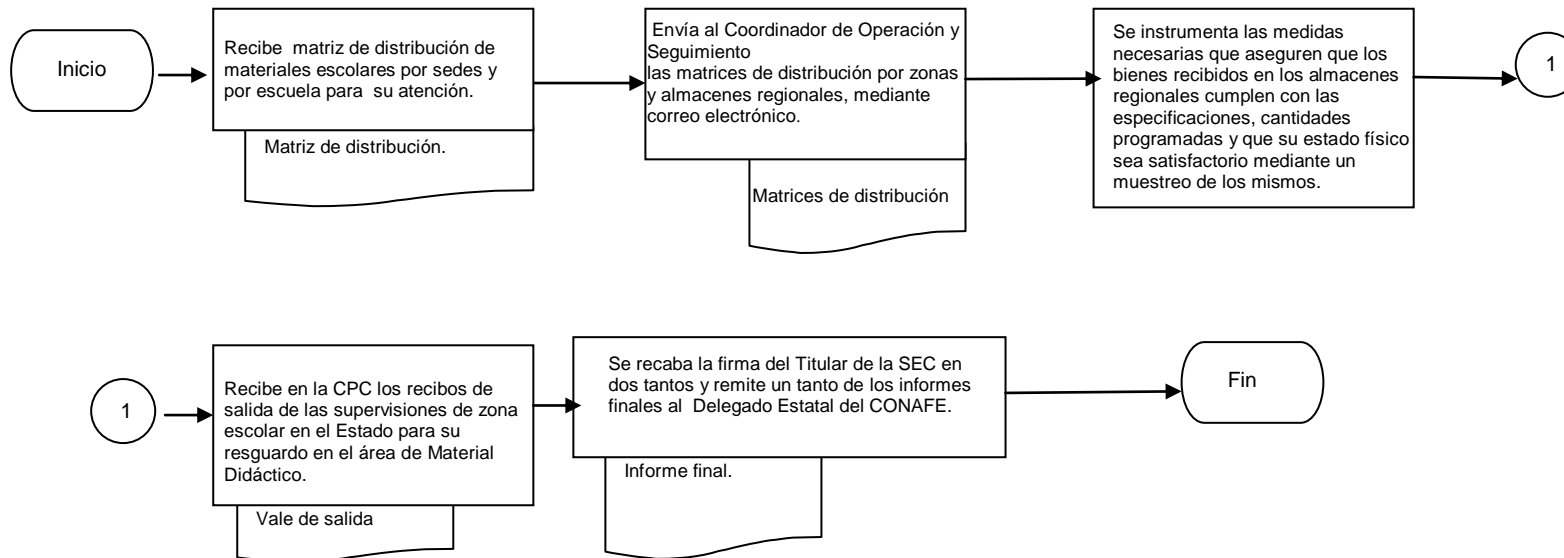 Inicio
Recibe matriz de distribución de
materiales escolares por sedes y
por escuela para su atención.
Matriz de distribución.
Envía al Coordinador de Operación y
Seguimiento
las matrices de distribución por zonas
y almacenes regionales, mediante
correo electrónico.
Matrices de distribución
Se instrumenta las medidas
necesarias que aseguren que los
bienes recibidos en los almacenes
regionales cumplen con las
especificaciones, cantidades
programadas y que su estado físico
sea satisfactorio mediante un
muestreo de los mismos.
1
1
Recibe en la CPC los recibos de
salida de las supervisiones de zona
escolar en el Estado para su
resguardo en el área de Material
Didáctico.
Vale de salida
Se recaba la firma del Titular de la SEC en
dos tantos y remite un tanto de los informes
finales al Delegado Estatal del CONAFE.
Informe final.
Fin